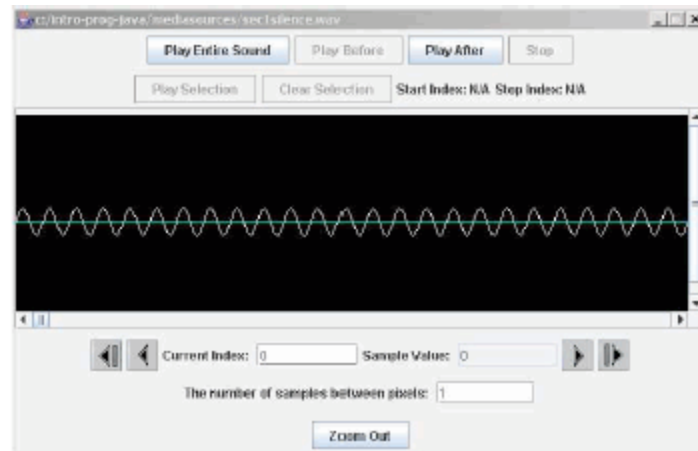 c:/intro-prog-java/mediasources/sec1silence.wav
Play Entire Sound Play Before Play After Stop
Play Selection Clear Selection Start Index: N/A Stop Index: N/A
Current Index: 0 Sample Value: 0
The number of samples between pixels: 1
Zoom Out